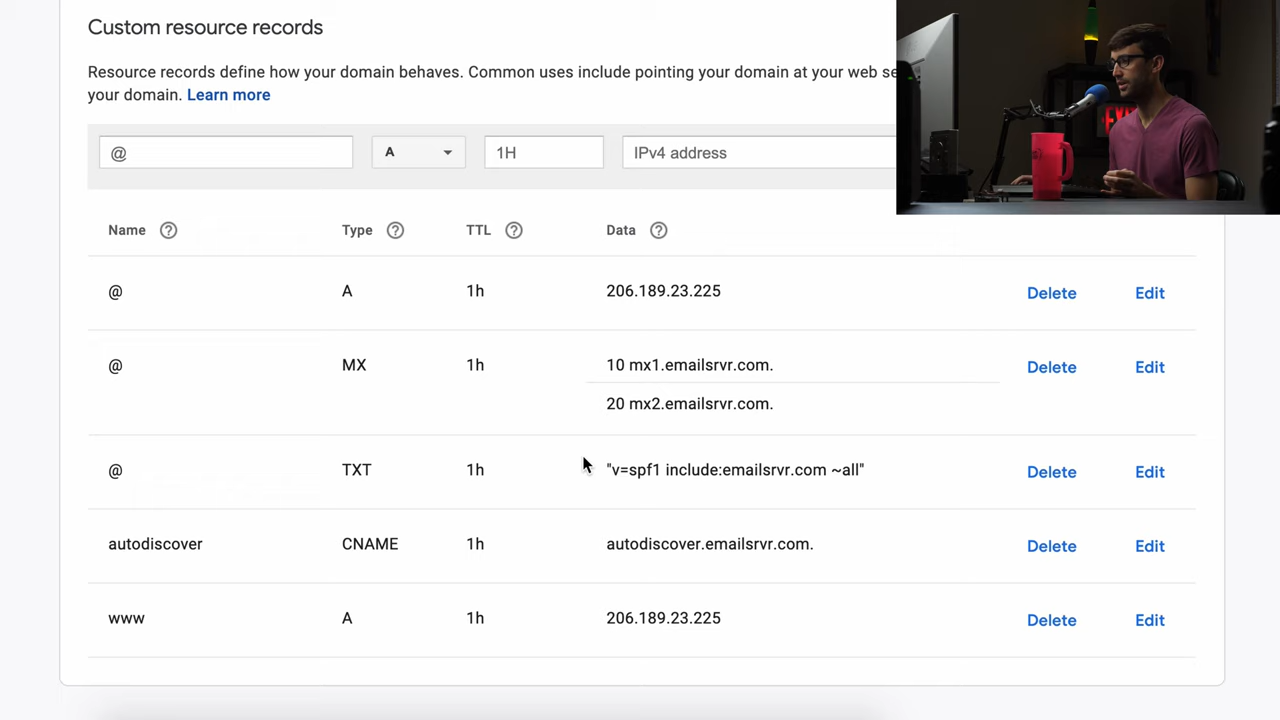 Custom resource records
Resource records define how your domain behaves. Common uses include pointing your domain at your web
your domain. Learn more
@ A 1H IPv4 address
Name Type TTL Data
@ A 1h 206.189.23.225 Delete Edit
@ MX 1h 10 mx1.emailsrvr.com. Delete Edit
20 mx2.emailsrvr.com.
@ TXT 1h "v=spf1 include:emailsrvr.com ~all" Delete Edit
autodiscover CNAME 1h autodiscover.emailsrvr.com. Delete Edit
www A 1h 206.189.23.225 Delete Edit